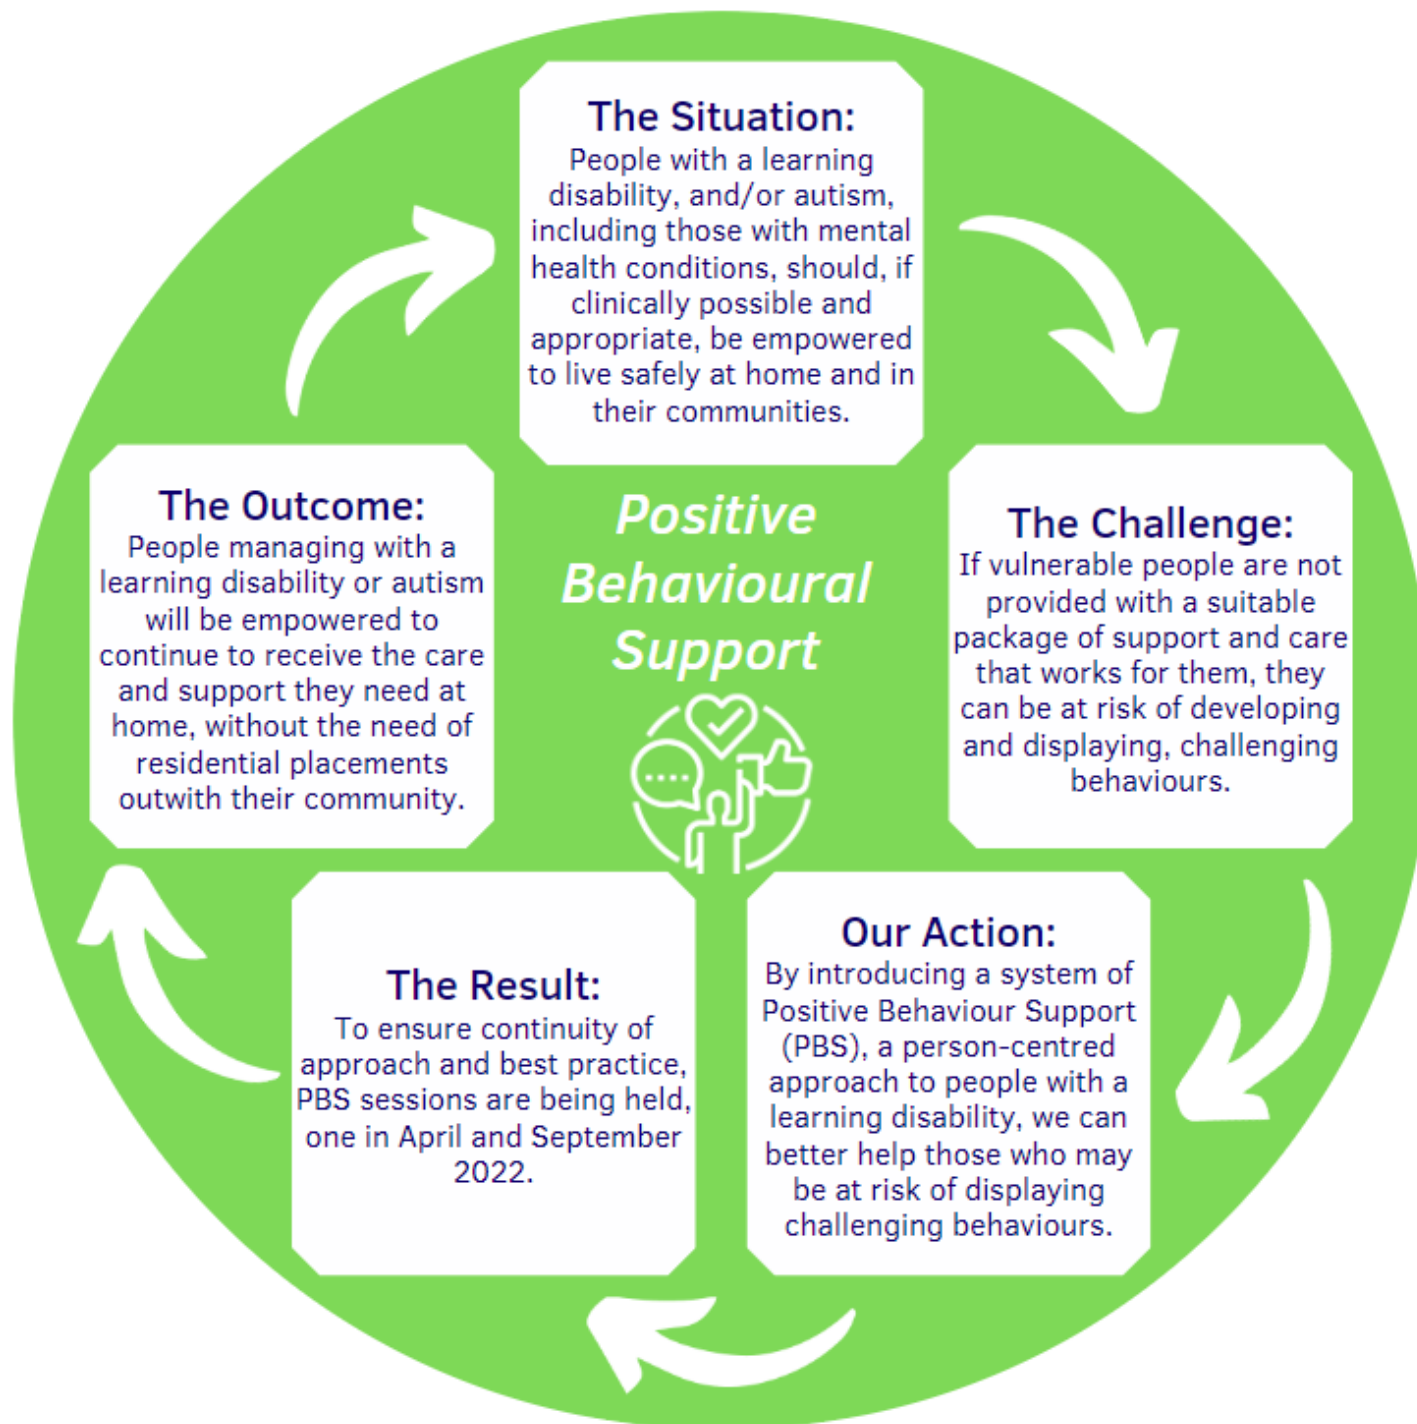 The Situation:
People with a learning
disability, and/or autism,
including those with mental
health conditions, should, if
clinically possible and
appropriate, be empowered
to live safely at home and in
their communities.
Positive
Behavioural
Support
The Challenge:
If vulnerable people are not
provided with a suitable
package of support and care
that works for them, they
can be at risk of developing
and displaying, challenging
behaviours.
Our Action:
By introducing a system of
Positive Behaviour Support
(PBS), a person-centred
approach to people with a
learning disability, we can
better help those who may
be at risk of displaying
challenging behaviours.
The Result:
To ensure continuity of
approach and best practice,
PBS sessions are being held,
one in April and September
2022.
The Outcome:
People managing with a
learning disability or autism
will be empowered to
continue to receive the care
and support they need at
home, without the need of
residential placements
outwith their community.